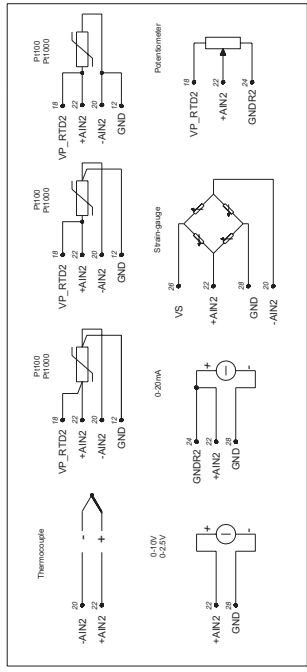 Thermocouple
-AIN2 20 -
+AIN2 22 +
Pt100
Pt1000
VP_RTD2 18
+AIN2 22
-AIN2 20
GND 12
Pt100
Pt1000
VP_RTD2 18
+AIN2 22
-AIN2 20
GND 12
Pt100
Pt1000
VP_RTD2 18
+AIN2 22
-AIN2 20
GND 12
0-10V
0-2.5V
+
+AIN2 22
GND 28
-
0-20mA
GNDR2 24
+
+AIN2 22
GND 28
-
Strain-gauge
VS 26
+AIN2 22
GND 28
-AIN2 20
Potentiometer
VP_RTD2 18
+AIN2 22
GNDR2 24